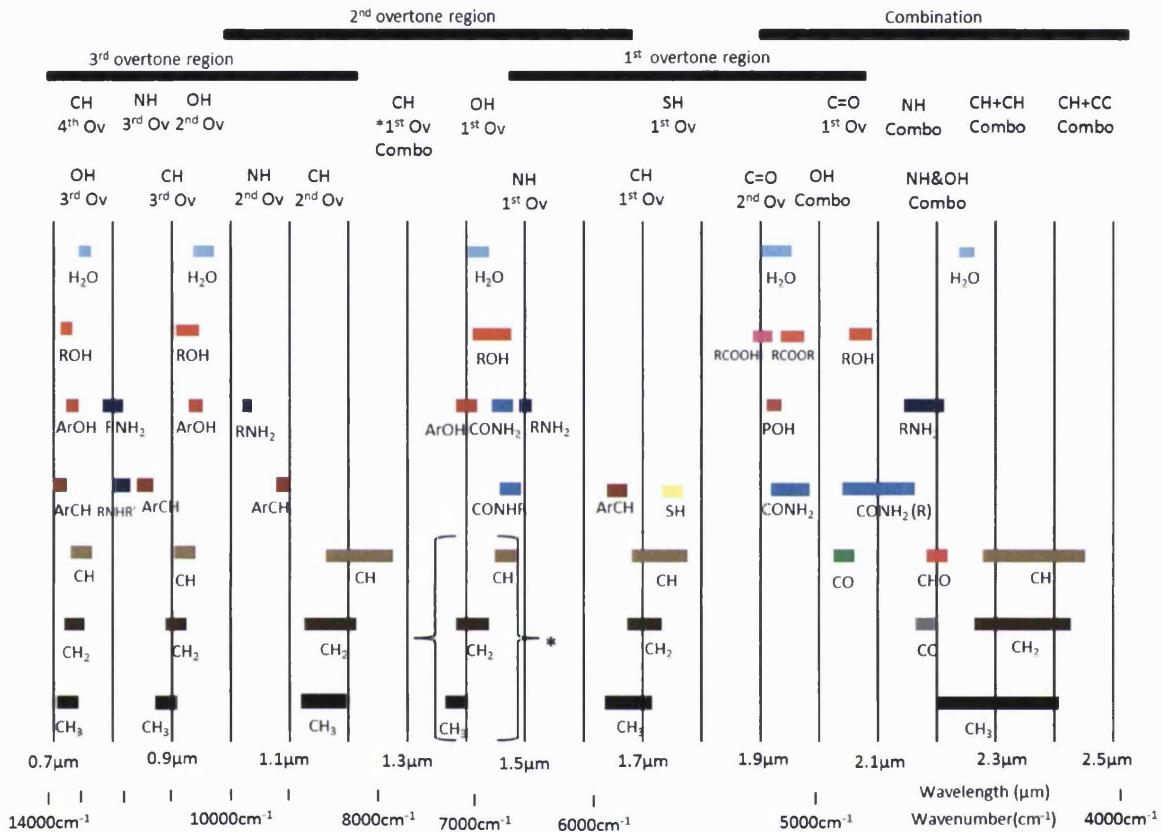 2nd overtone region Combination
3rd overtone region 1st overtone region
CH NH OH CH OH SH C=O NH CH+CH CH+CC
4th Ov 3rd Ov 2nd Ov *1st Ov 1st Ov 1st Ov 1st Ov Combo Combo Combo
Combo
OH CH NH CH NH CH C=O OH NH&OH
3rd Ov 3rd Ov 2nd Ov 2nd Ov 1st Ov 1st Ov 2nd Ov Combo Combo
H₂O H₂O H₂O H₂O H₂O
ROH ROH ROH RCOOH RCOOR ROH
ArOH RNH₂ ArOH RNH₂ ArOH CONH₂ RNH₂ POH RNH₂
ArCH RNHR' ArCH ArCH CONHR ArCH SH CONH₂ CONH₂ (R)
CH CH CH CH CH CO CHO CH
CH₂ CH₂ CH₂ CH₂ * CH₂ CC CH₂
CH₃ CH₃ CH₃ CH₃ CH₃ CH₃
0.7µm 0.9µm 1.1µm 1.3µm 1.5µm 1.7µm 1.9µm 2.1µm 2.3µm 2.5µm
Wavelength (µm)
14000cm⁻¹ 10000cm⁻¹ 8000cm⁻¹ 7000cm⁻¹ 6000cm⁻¹ 5000cm⁻¹ Wavenumber(cm⁻¹) 4000cm⁻¹